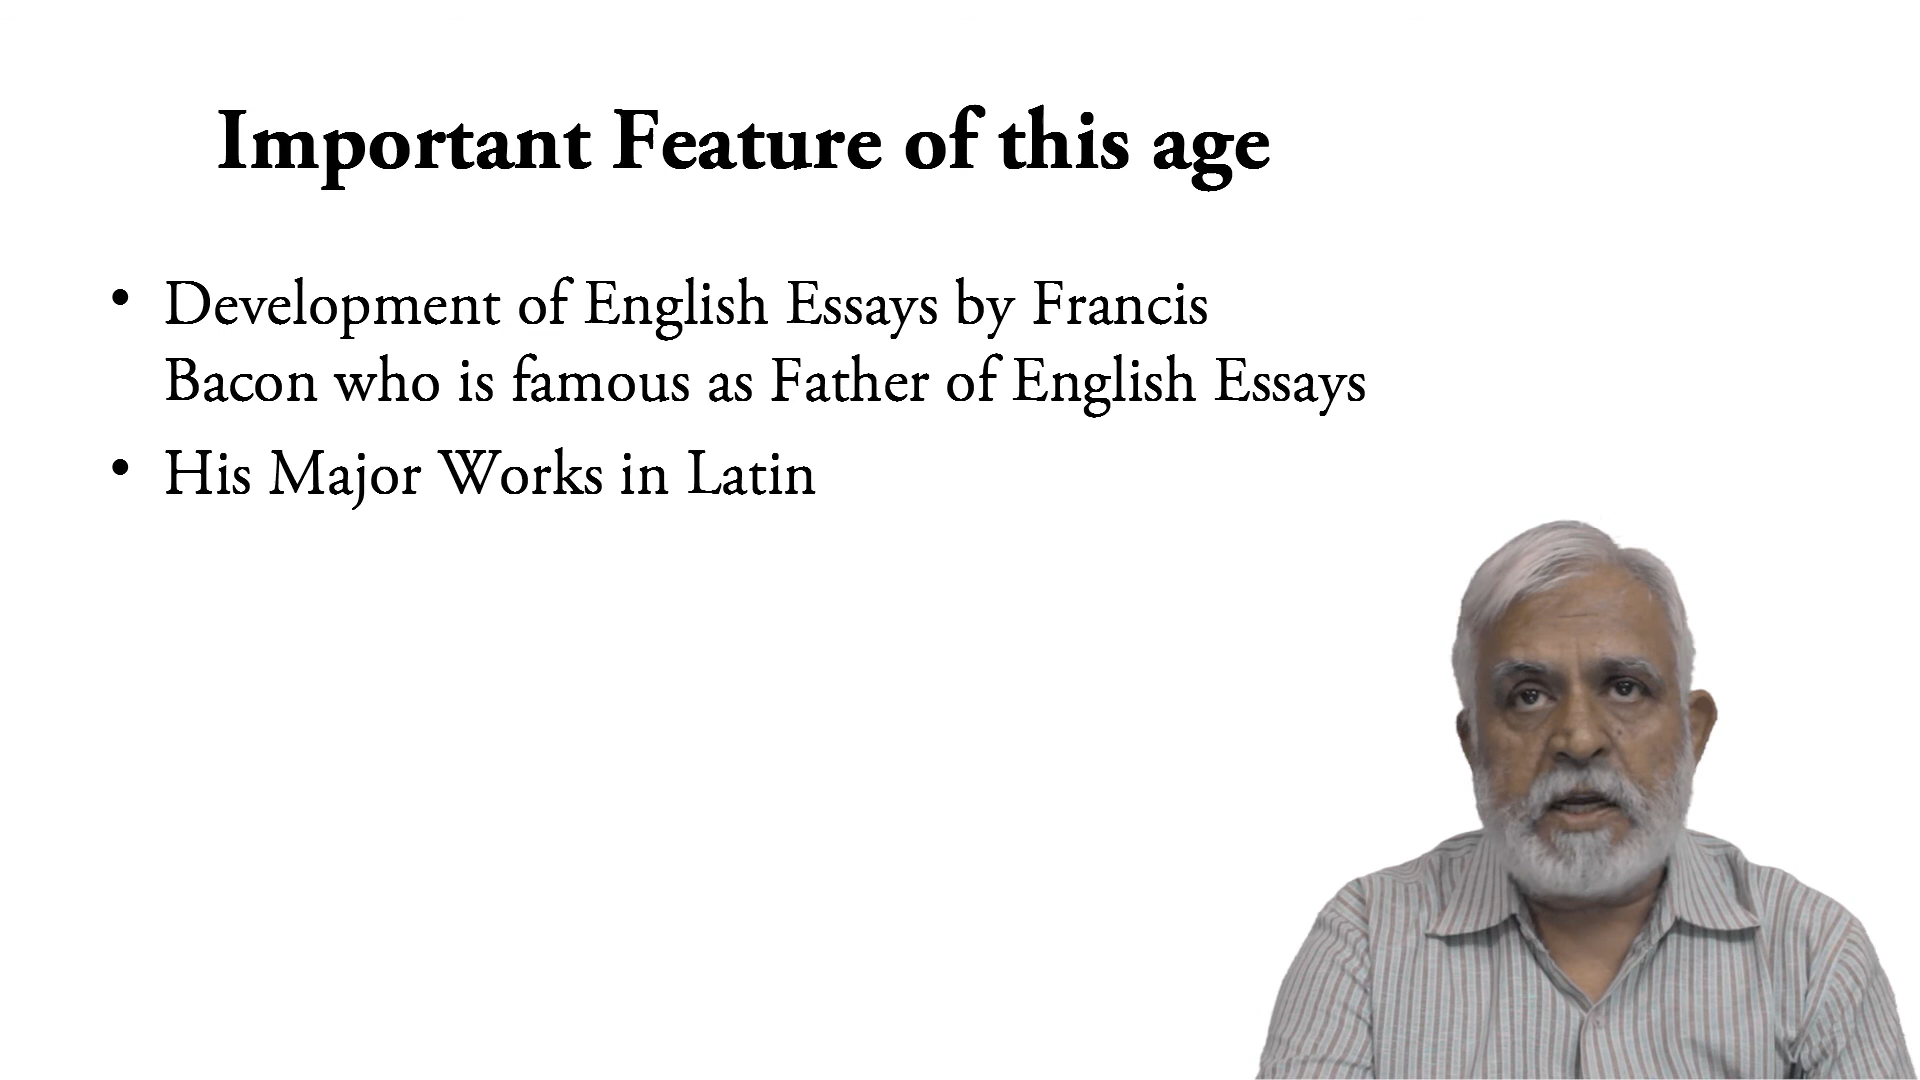 Important Feature of this age
• Development of English Essays by Francis
Bacon who is famous as Father of English Essays
• His Major Works in Latin